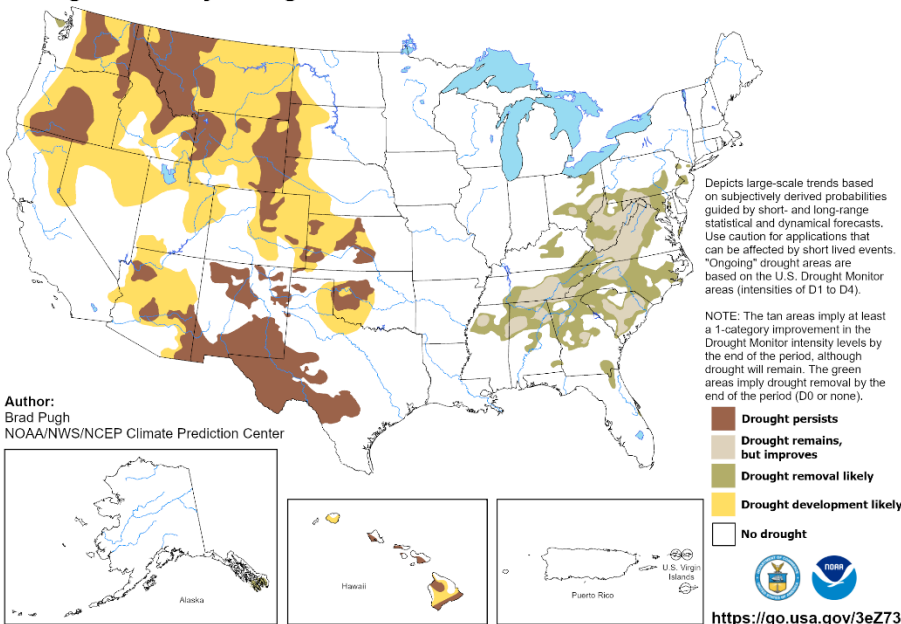 Depicts large-scale trends based
on subjectively derived probabilities
guided by short- and long-range
statistical and dynamical forecasts.
Use caution for applications that
can be affected by short lived events.
"Ongoing" drought areas are
based on the U.S. Drought Monitor
areas (intensities of D1 to D4).
NOTE: The tan areas imply at least
a 1-category improvement in the
Drought Monitor intensity levels by
the end of the period, although
drought will remain. The green
areas imply drought removal by the
end of the period (D0 or none).
Author:
Brad Pugh
NOAA/NWS/NCEP Climate Prediction Center
Drought persists
Drought remains,
but improves
Drought removal likely
Drought development likely
No drought
Alaska
Hawaii
Puerto Rico
U.S. Virgin
Islands
NOAA
https://go.usa.gov/3eZ73